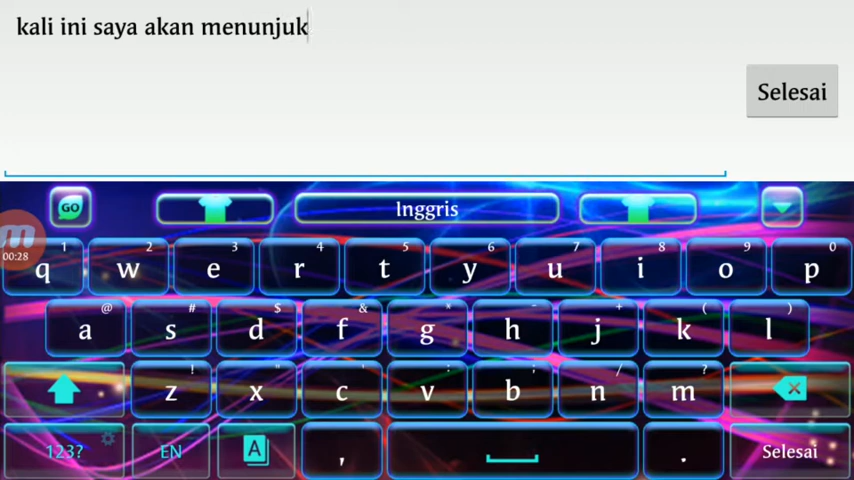 kali ini saya akan menunjuk
Selesai
GO
Inggris
00:28
1 2 3 4 5 6 7 8 9 0
q w e r t y u i o p
@ # $ & * - + ( )
a s d f g h j k l
! " ' : ; / ?
z x c v b n m
123? EN A , . Selesai